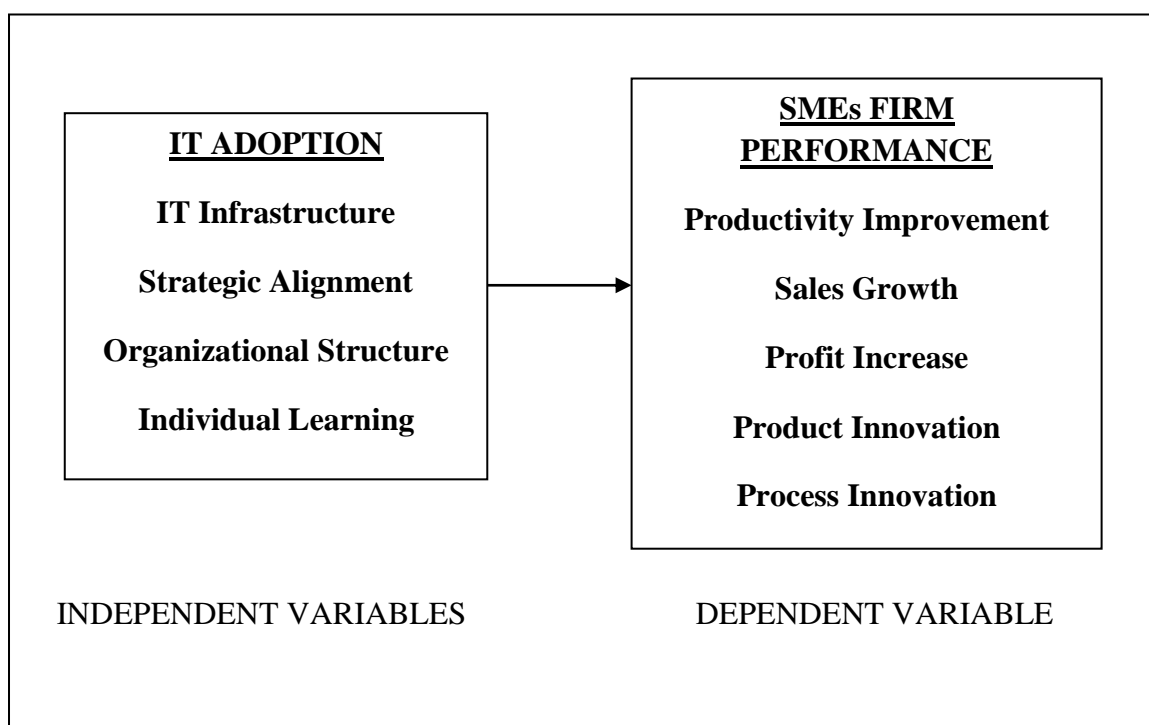 IT ADOPTION
IT Infrastructure
Strategic Alignment
Organizational Structure
Individual Learning
SMEs FIRM
PERFORMANCE
Productivity Improvement
Sales Growth
Profit Increase
Product Innovation
Process Innovation
INDEPENDENT VARIABLES
DEPENDENT VARIABLE